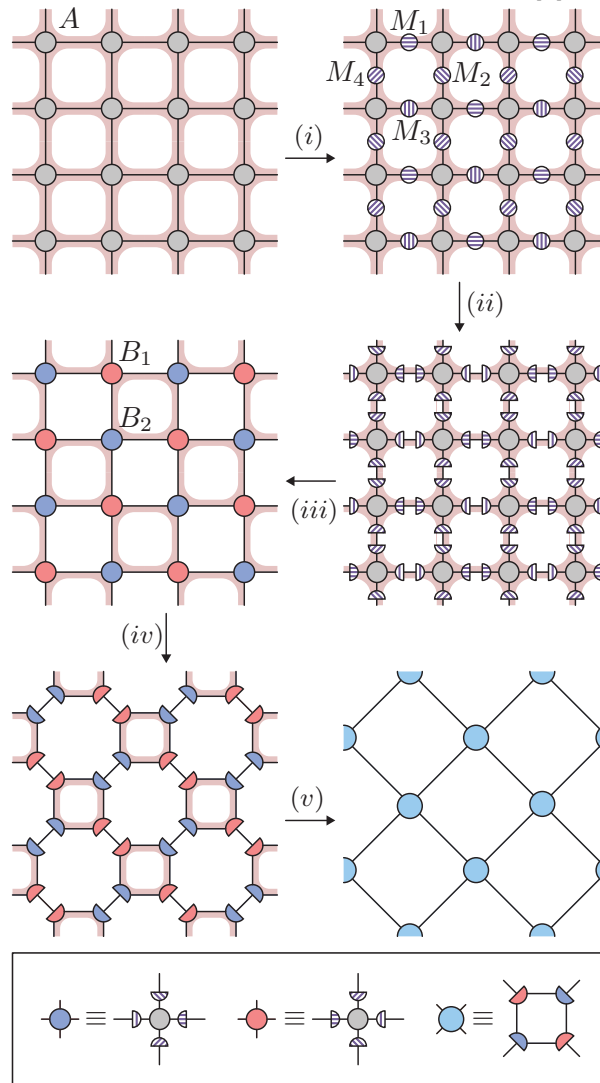 A
M₁
M₄
M₂
M₃
(i)
(ii)
B₁
B₂
(iii)
(iv)
(v)
≡
≡
≡